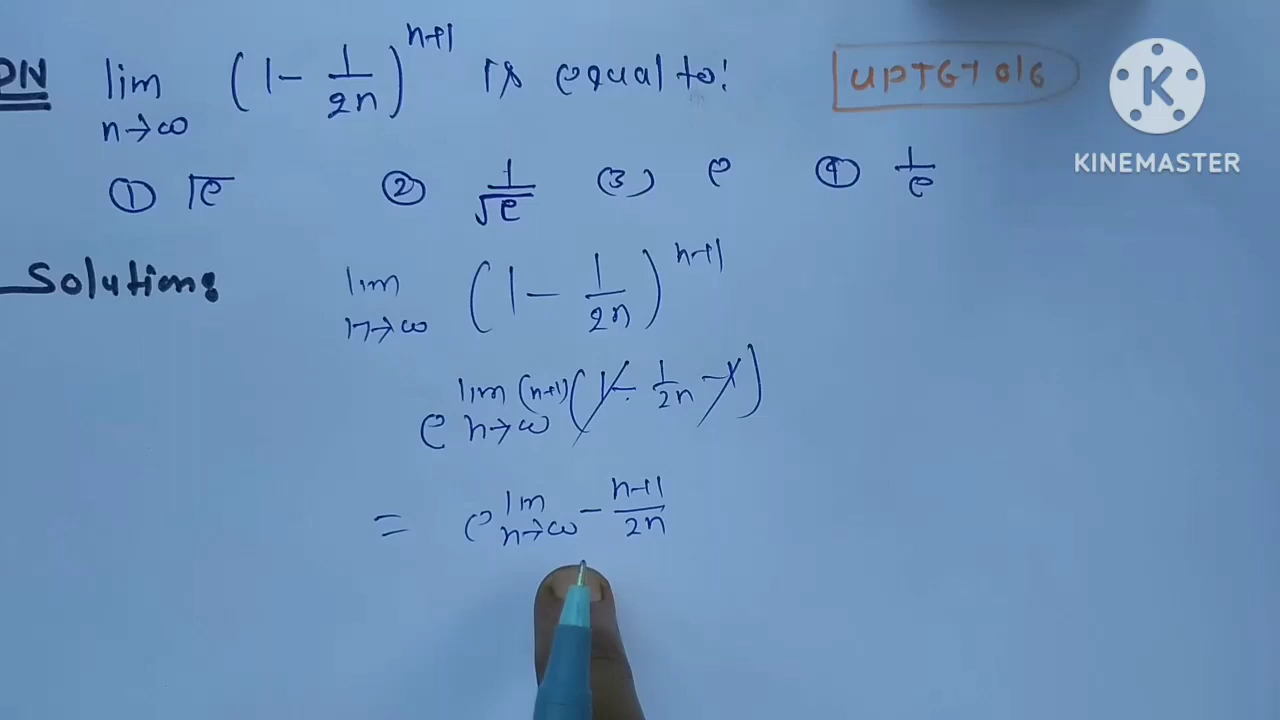 QN lim n→∞ (1 - 1/2n)^n+1 is equal to: UPTGT 016
① √e ② 1/√e (3) e ④ 1/e
Solution: lim n→∞ (1 - 1/2n)^n+1
e^lim n→∞ (n+1)(1 - 1/2n - 1)
= e^lim n→∞ - n+1/2n
K
KINEMASTER